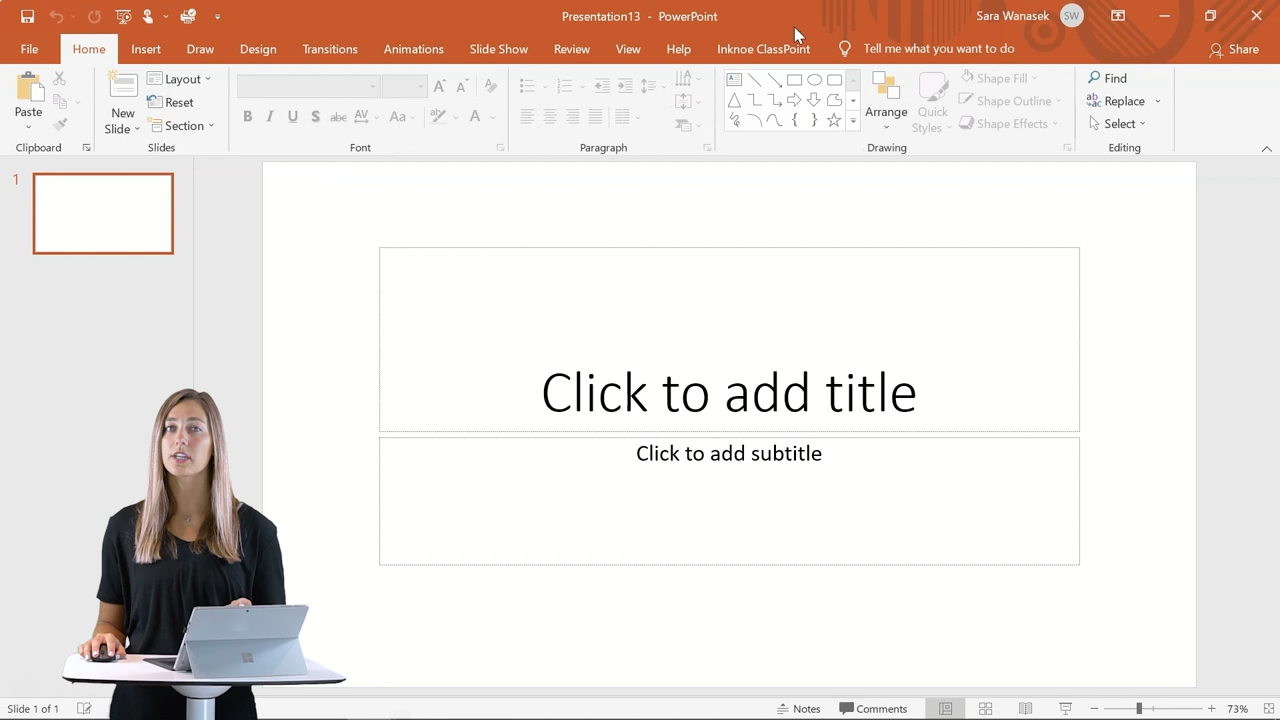 Presentation13 - PowerPoint
Sara Wanasek
SW
File
Home
Insert
Draw
Design
Transitions
Animations
Slide Show
Review
View
Help
Inknoe ClassPoint
Tell me what you want to do
Share
Paste
Clipboard
New
Slide
Layout
Reset
Section
Slides
B I U S abc AV Aa A
Font
Paragraph
Arrange
Quick
Styles
Shape Fill
Shape Outline
Shape Effects
Drawing
Find
Replace
Select
Editing
1
Click to add title
Click to add subtitle
Slide 1 of 1
Notes
Comments
73%